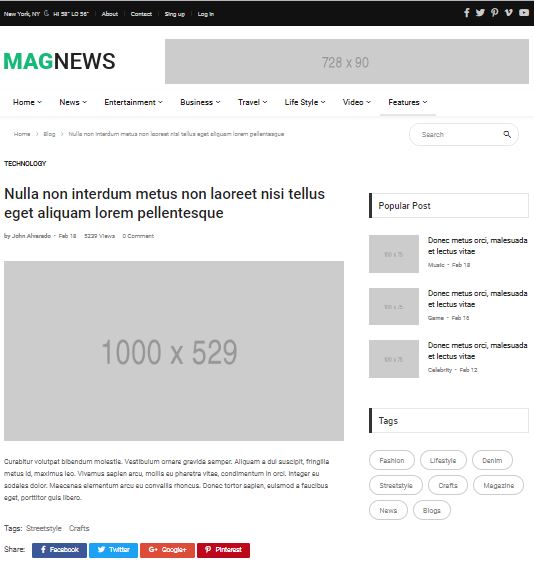 New York, NY HI 58° LO 56° About Contact Sing up Log in
MAGNEWS
728 x 90
Home News Entertainment Business Travel Life Style Video Features
Home > Blog > Nulla non interdum metus non laoreet nisi tellus eget aliquam lorem pellentesque
Search
TECHNOLOGY
Nulla non interdum metus non laoreet nisi tellus
eget aliquam lorem pellentesque
by John Alvarado - Feb 18 5239 Views 0 Comment
1000 x 529
Curabitur volutpat bibendum molestie. Vestibulum ornare gravida semper. Aliquam a dui suscipit, fringilla
metus id, maximus leo. Vivamus sapien arcu, mollis eu pharetra vitae, condimentum in orci. Integer eu
sodales dolor. Maecenas elementum arcu eu convallis rhoncus. Donec tortor sapien, euismod a faucibus
eget, porttitor quis libero.
Tags: Streetstyle Crafts
Share: Facebook Twitter Google+ Pinterest
Popular Post
100 x 75
Donec metus orci, malesuada
et lectus vitae
Music - Feb 18
100 x 75
Donec metus orci, malesuada
et lectus vitae
Game - Feb 16
100 x 75
Donec metus orci, malesuada
et lectus vitae
Celebrity - Feb 12
Tags
Fashion Lifestyle Denim
Streetstyle Crafts Magazine
News Blogs